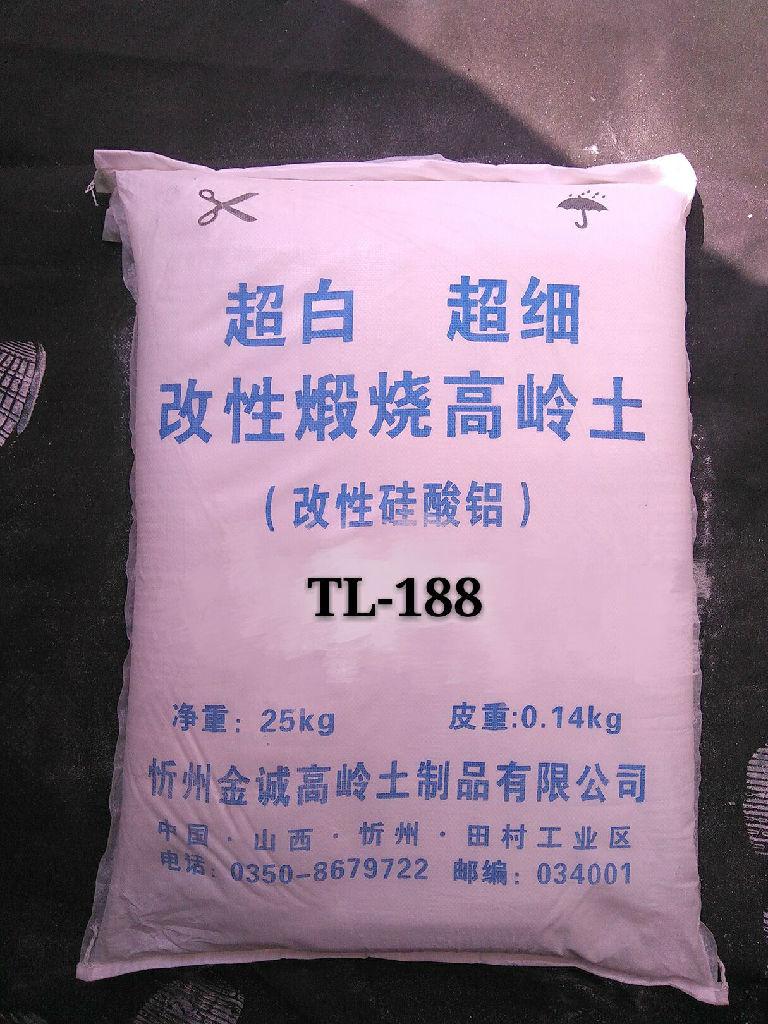 超白 超细
改性煅烧高岭土
(改性硅酸铝)
TL-188
净重: 25kg 皮重:0.14kg
忻州金诚高岭土制品有限公司
中国·山西·忻州·田村工业区
电话: 0350-8679722 邮编: 034001